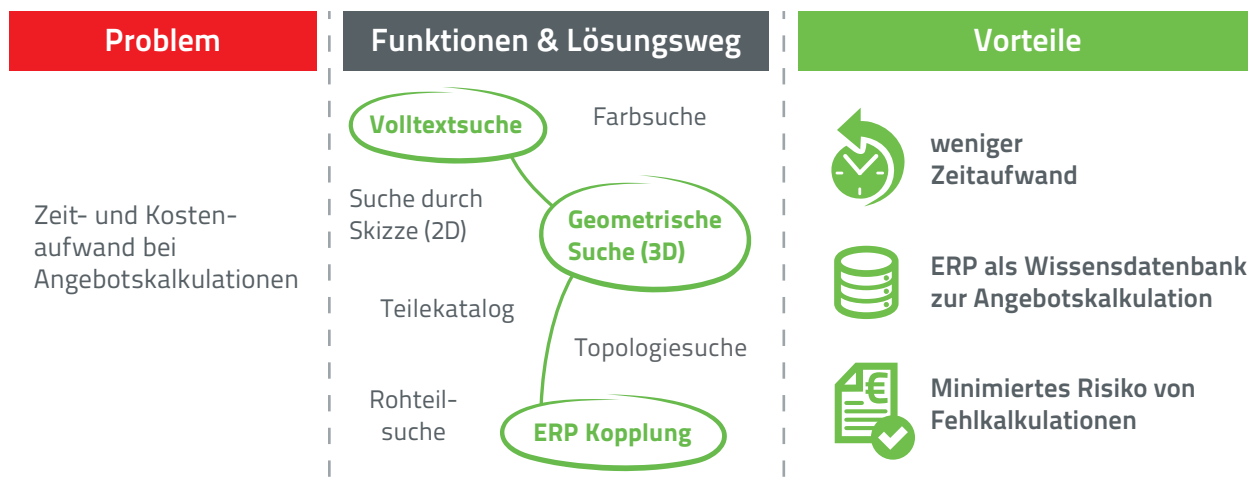 Problem
Zeit- und Kosten-
aufwand bei
Angebotskalkulationen
Funktionen & Lösungsweg
Volltextsuche
Farbsuche
Suche durch
Skizze (2D)
Geometrische
Suche (3D)
Teilekatalog
Topologiesuche
Rohteil-
suche
ERP Kopplung
Vorteile
weniger
Zeitaufwand
ERP als Wissensdatenbank
zur Angebotskalkulation
€
Minimiertes Risiko von
Fehlkalkulationen